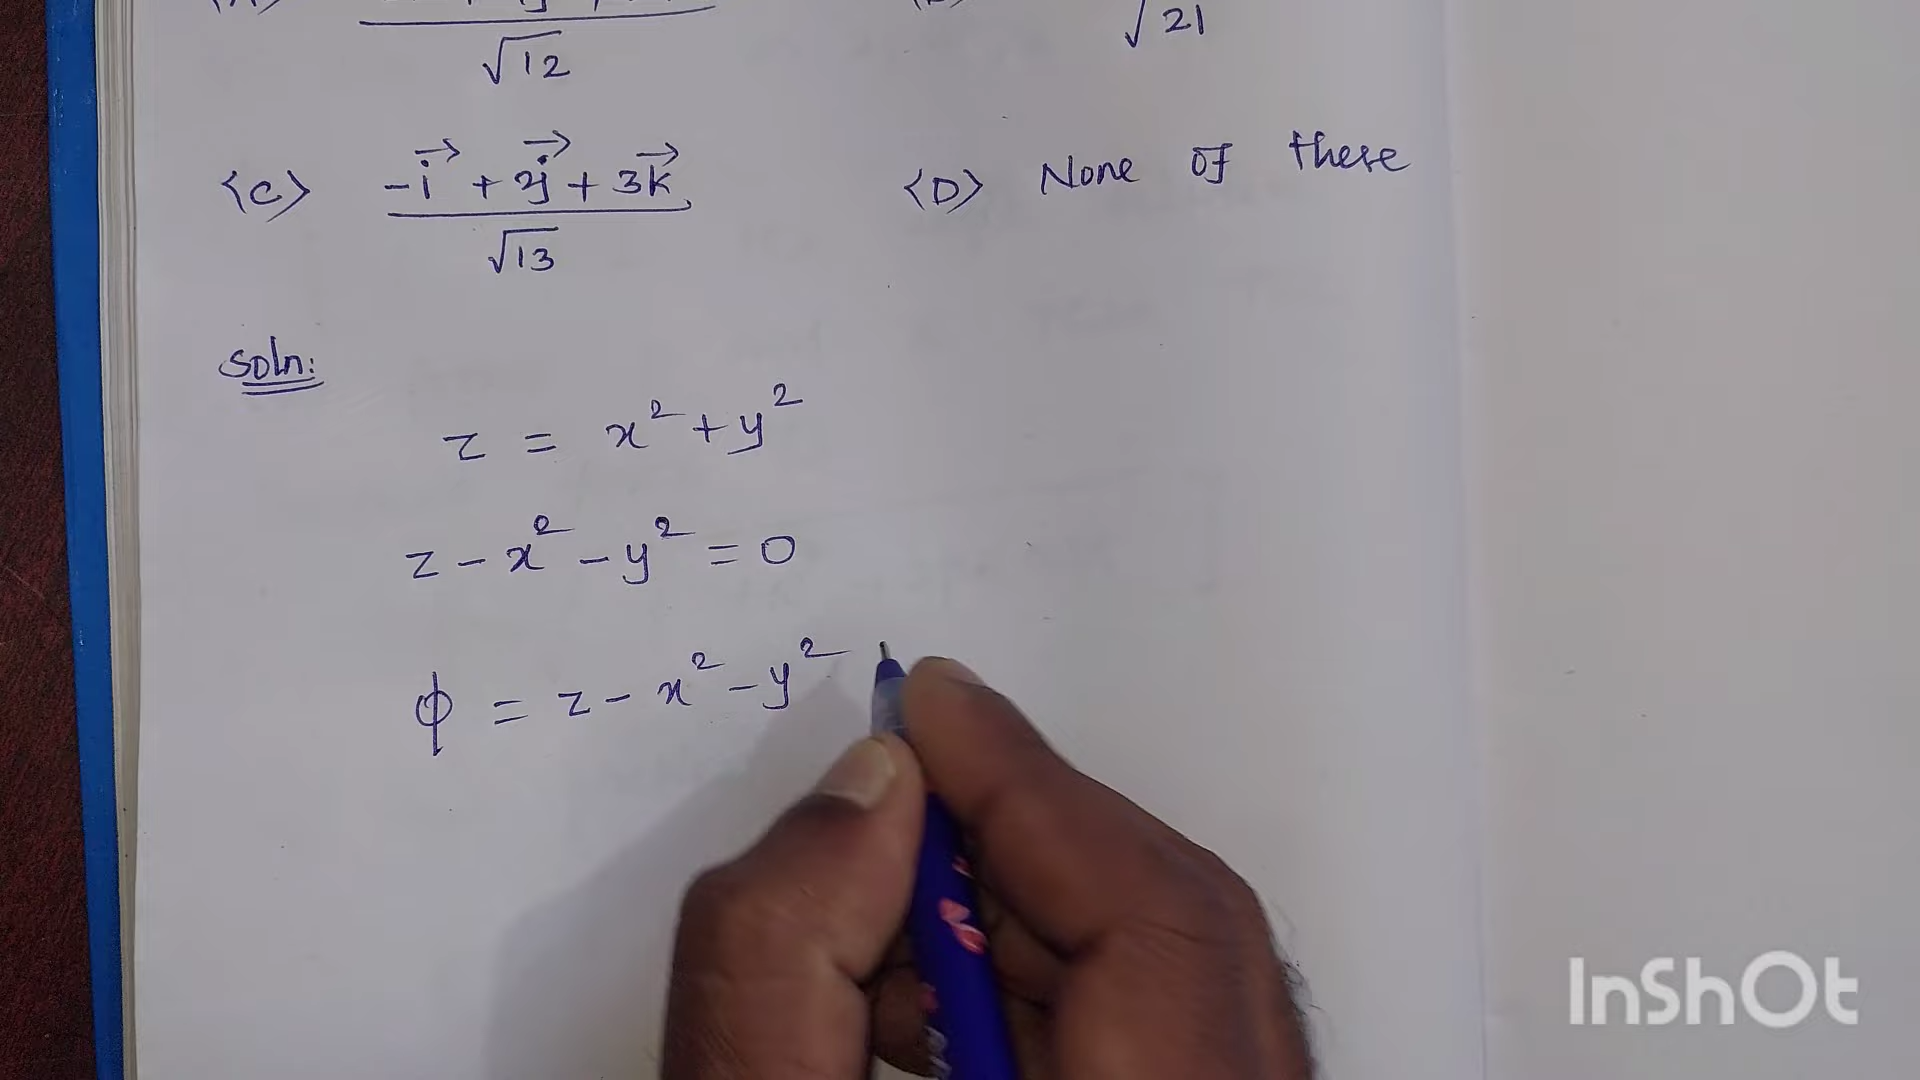 √12
√21
(C) -i⃗ + 2j⃗ + 3k⃗ / √13
(D) None of these
Soln:
z = x² + y²
z - x² - y² = 0
ϕ = z - x² - y²
InShOt